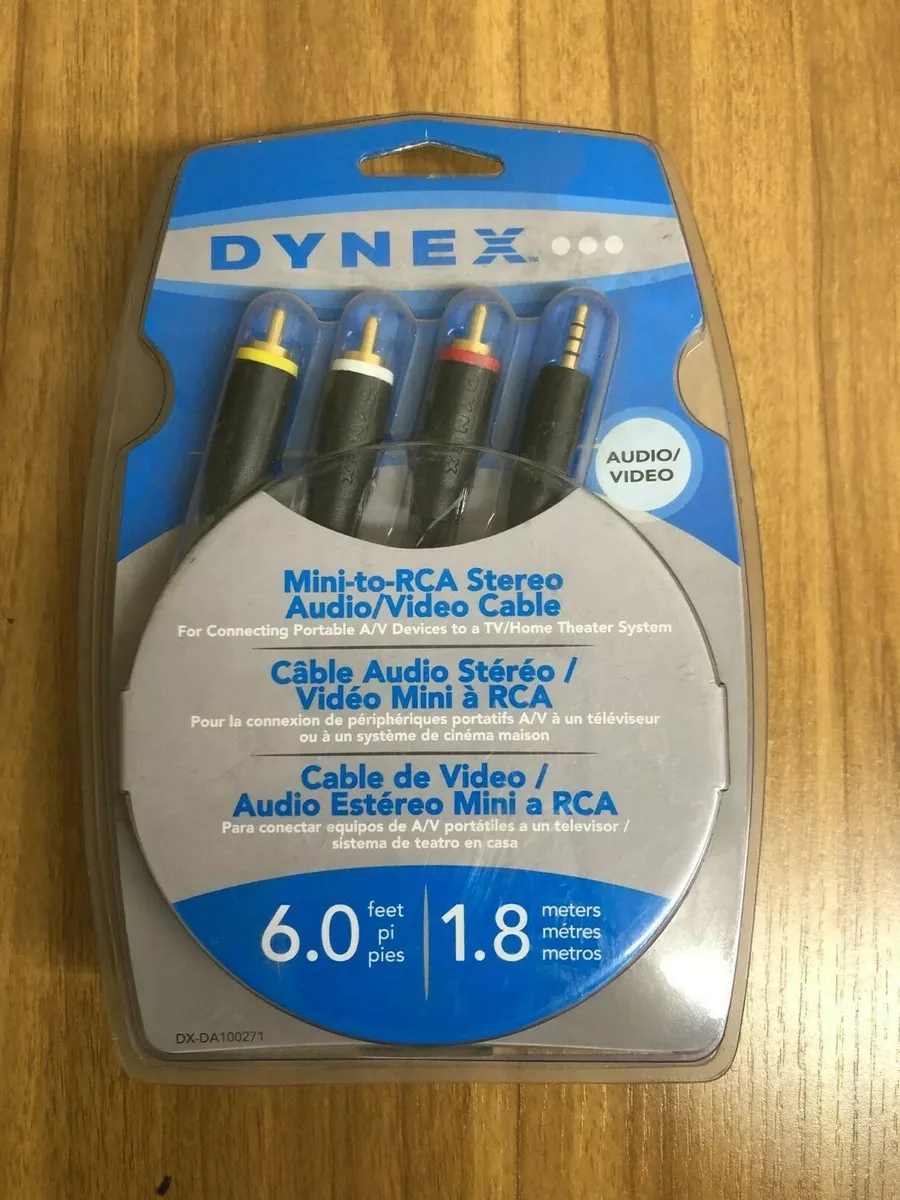 DYNEX™
AUDIO/
VIDEO
DYNEX
Mini-to-RCA Stereo
Audio/Video Cable
For Connecting Portable A/V Devices to a TV/Home Theater System
Câble Audio Stéréo /
Vidéo Mini à RCA
Pour la connexion de périphériques portatifs A/V à un téléviseur
ou à un système de cinéma maison
Cable de Video /
Audio Estéreo Mini a RCA
Para conectar equipos de A/V portátiles a un televisor /
sistema de teatro en casa
6.0 feet
pi
pies
1.8 meters
mètres
metros
DX-DA100271